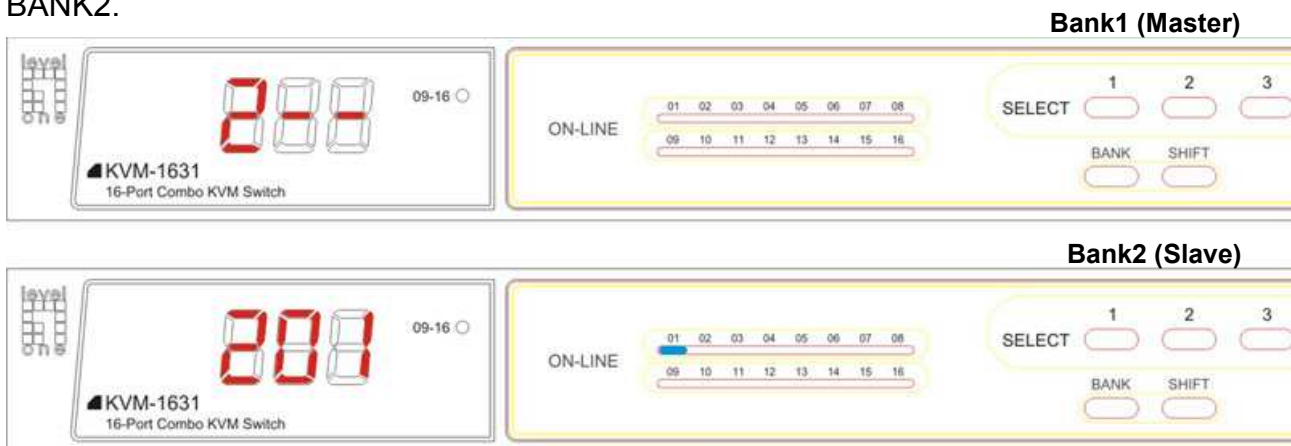 BANK2.
Bank1 (Master)
level one
2--
09-16
KVM-1631
16-Port Combo KVM Switch
ON-LINE
01 02 03 04 05 06 07 08
09 10 11 12 13 14 15 16
SELECT
1 2 3
BANK SHIFT
Bank2 (Slave)
level one
201
09-16
KVM-1631
16-Port Combo KVM Switch
ON-LINE
01 02 03 04 05 06 07 08
09 10 11 12 13 14 15 16
SELECT
1 2 3
BANK SHIFT